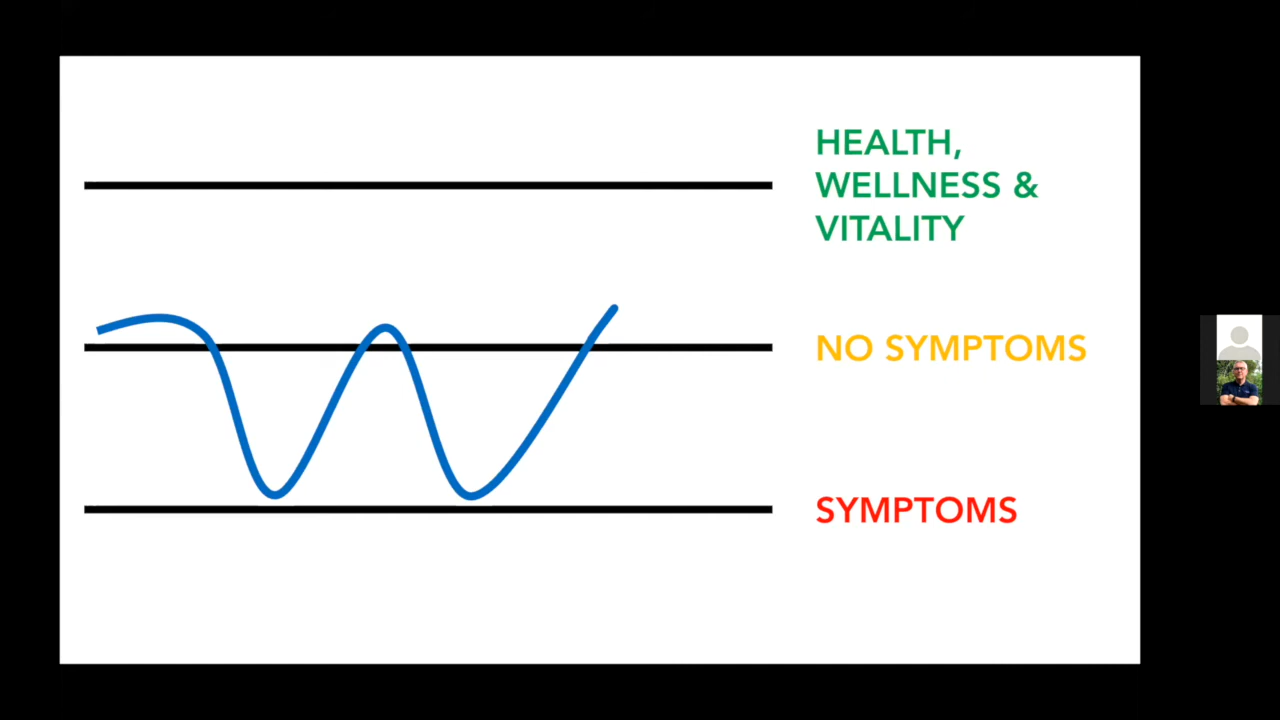 HEALTH,
WELLNESS &
VITALITY
NO SYMPTOMS
SYMPTOMS